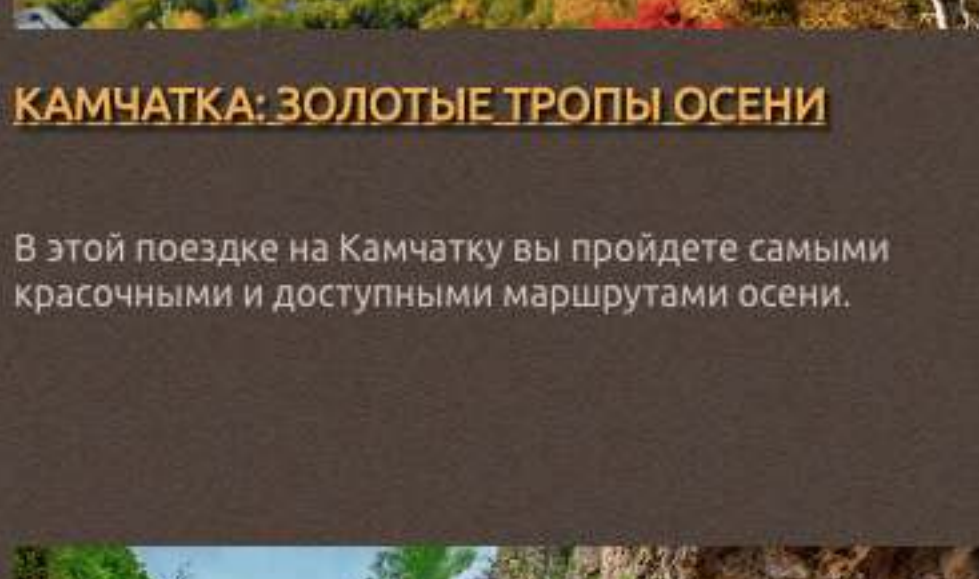 КАМЧАТКА: ЗОЛОТЫЕ ТРОПЫ ОСЕНИ
В этой поездке на Камчатку вы пройдете самыми
красочными и доступными маршрутами осени.